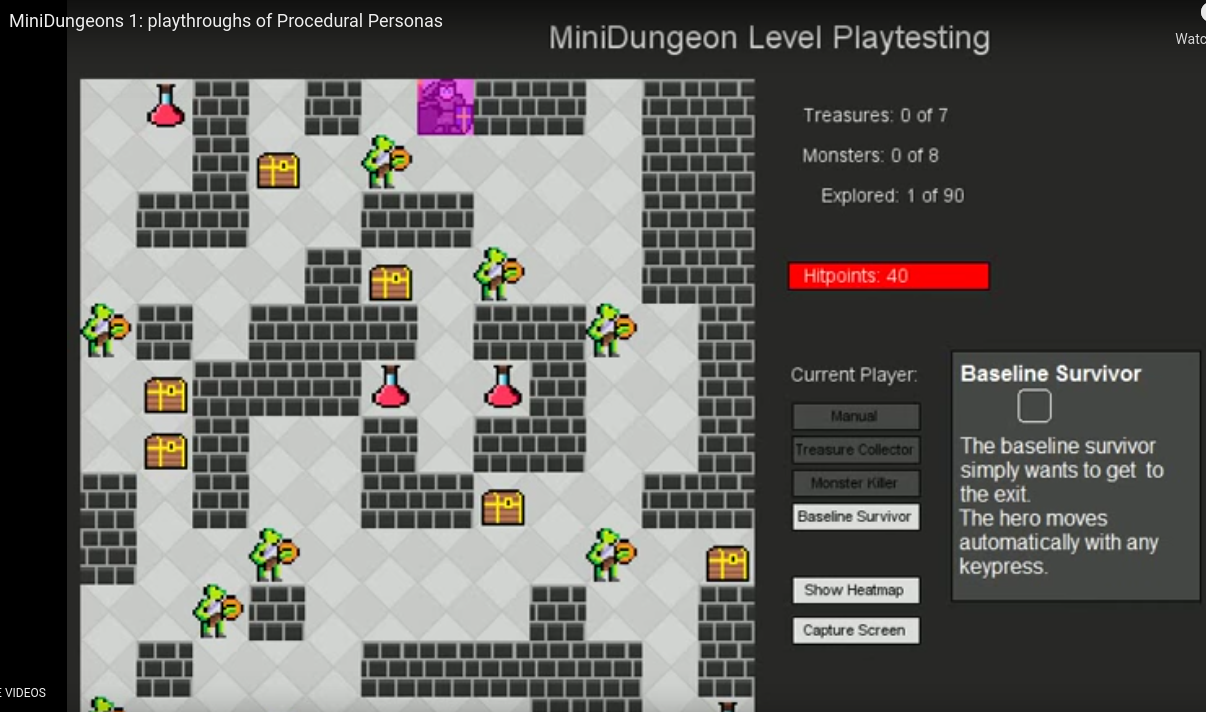 MiniDungeons 1: playthroughs of Procedural Personas
Watc
MiniDungeon Level Playtesting
Treasures: 0 of 7
Monsters: 0 of 8
Explored: 1 of 90
Hitpoints: 40
Current Player:
Manual
Treasure Collector
Monster Killer
Baseline Survivor
Show Heatmap
Capture Screen
Baseline Survivor
The baseline survivor
simply wants to get to
the exit.
The hero moves
automatically with any
keypress.
E VIDEOS